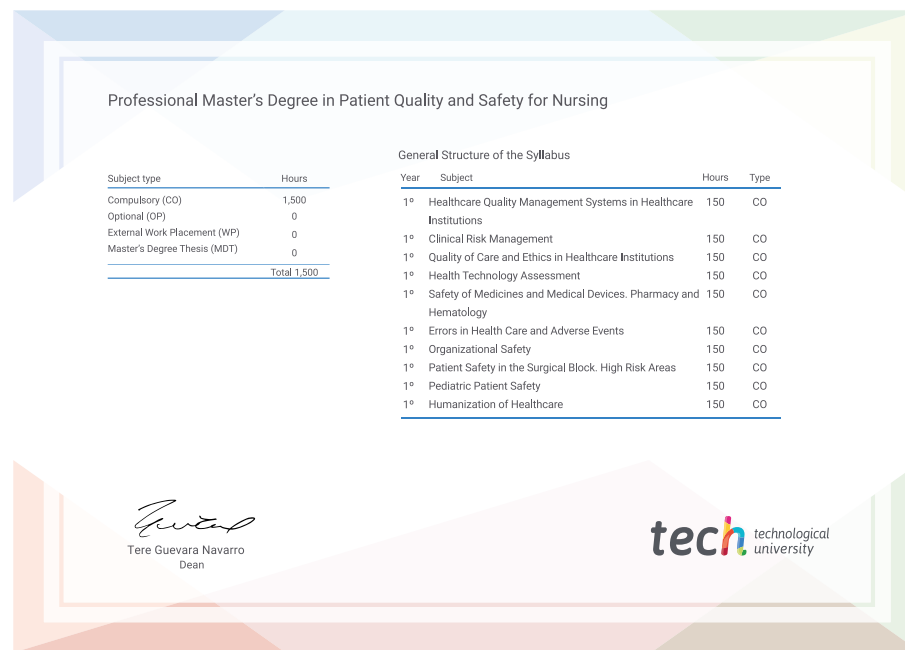 Professional Master's Degree in Patient Quality and Safety for Nursing
Subject type Hours
Compulsory (CO) 1,500
Optional (OP) 0
External Work Placement (WP) 0
Master's Degree Thesis (MDT) 0
Total 1,500
General Structure of the Syllabus
Year Subject Hours Type
1º Healthcare Quality Management Systems in Healthcare 150 CO
Institutions
1º Clinical Risk Management 150 CO
1º Quality of Care and Ethics in Healthcare Institutions 150 CO
1º Health Technology Assessment 150 CO
1º Safety of Medicines and Medical Devices. Pharmacy and 150 CO
Hematology
1º Errors in Health Care and Adverse Events 150 CO
1º Organizational Safety 150 CO
1º Patient Safety in the Surgical Block. High Risk Areas 150 CO
1º Pediatric Patient Safety 150 CO
1º Humanization of Healthcare 150 CO
Tere Guevara Navarro
Dean
tech technological
university